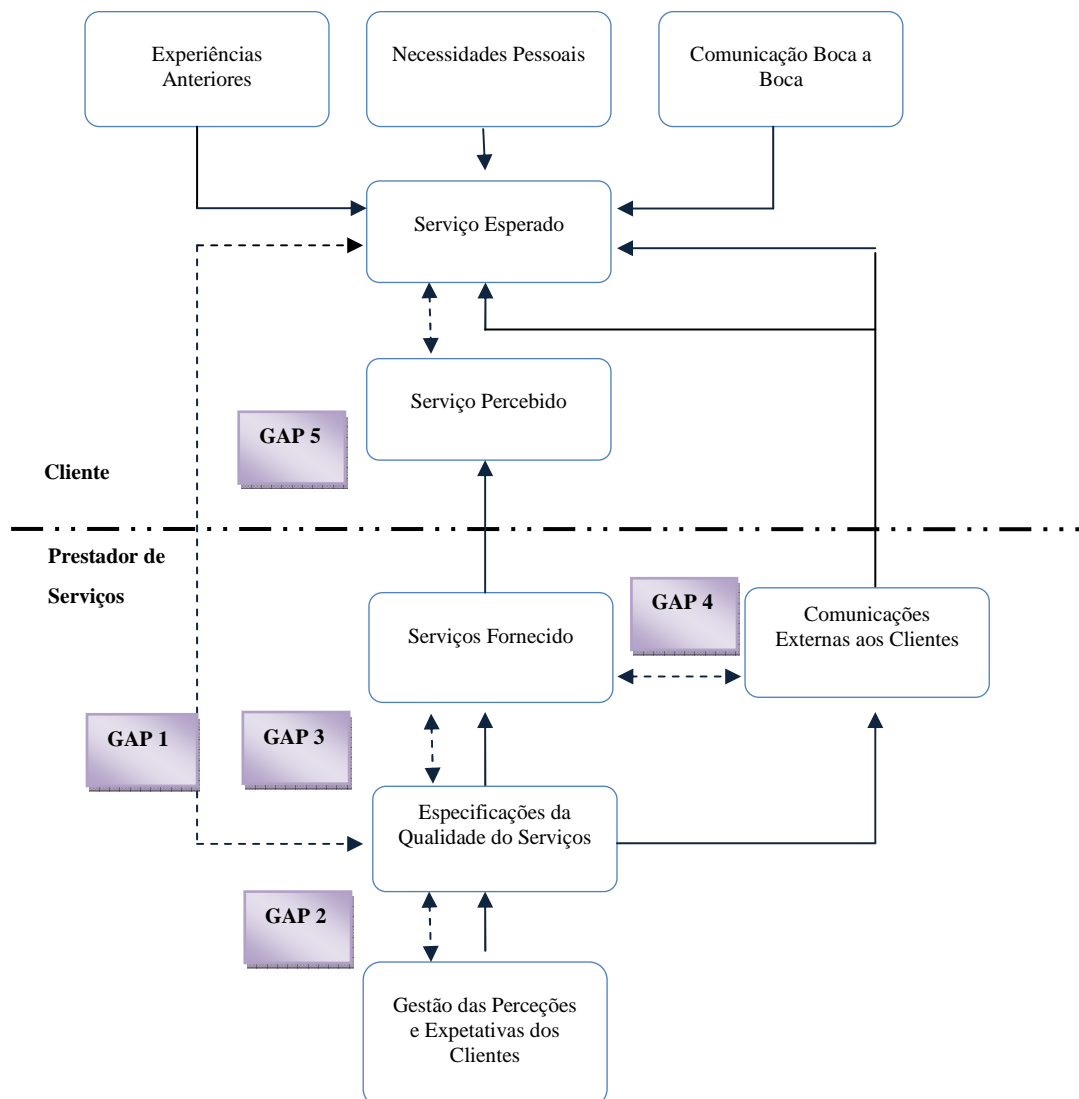 Experiências
Anteriores
Necessidades Pessoais
Comunicação Boca a
Boca
Serviço Esperado
Serviço Percebido
GAP 5
Cliente
Prestador de
Serviços
Serviços Fornecido
GAP 4
Comunicações
Externas aos Clientes
GAP 1
GAP 3
Especificações da
Qualidade do Serviços
GAP 2
Gestão das Perceções
e Expetativas dos
Clientes